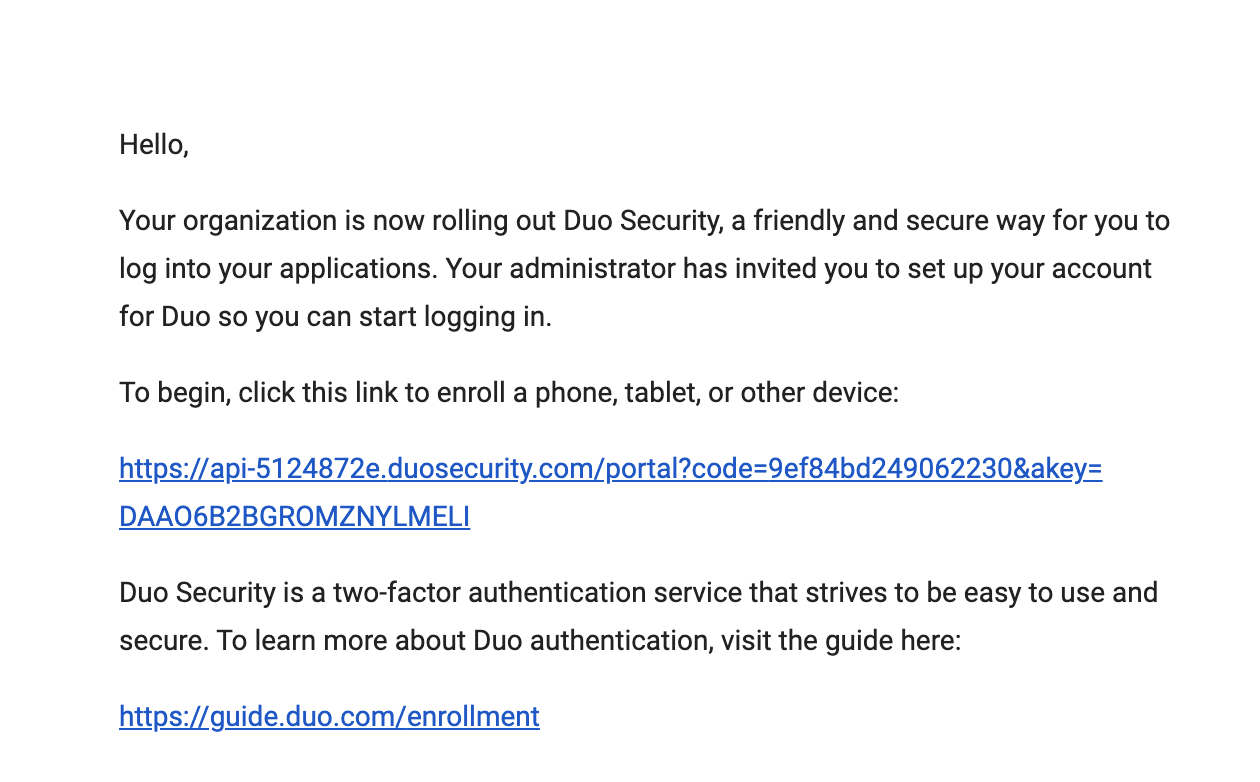 Hello,
Your organization is now rolling out Duo Security, a friendly and secure way for you to
log into your applications. Your administrator has invited you to set up your account
for Duo so you can start logging in.
To begin, click this link to enroll a phone, tablet, or other device:
https://api-5124872e.duosecurity.com/portal?code=9ef84bd249062230&akey=
DAAO6B2BGROMZNYLMELI
Duo Security is a two-factor authentication service that strives to be easy to use and
secure. To learn more about Duo authentication, visit the guide here:
https://guide.duo.com/enrollment